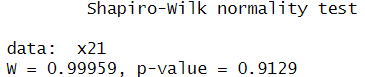 Shapiro-Wilk normality test
data:  x21
W = 0.99959, p-value = 0.9129